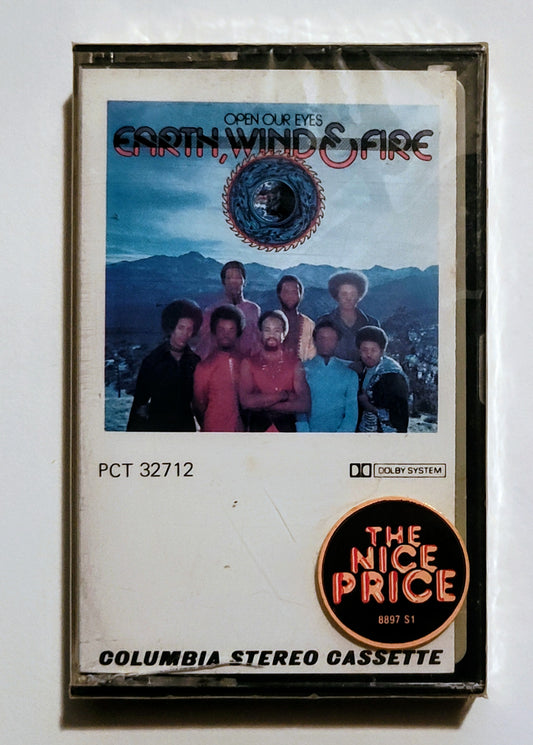 OPEN OUR EYES
EARTH, WIND & FIRE
PCT 32712
DOLBY SYSTEM
THE
NICE
PRICE
8897 S1
COLUMBIA STEREO CASSETTE